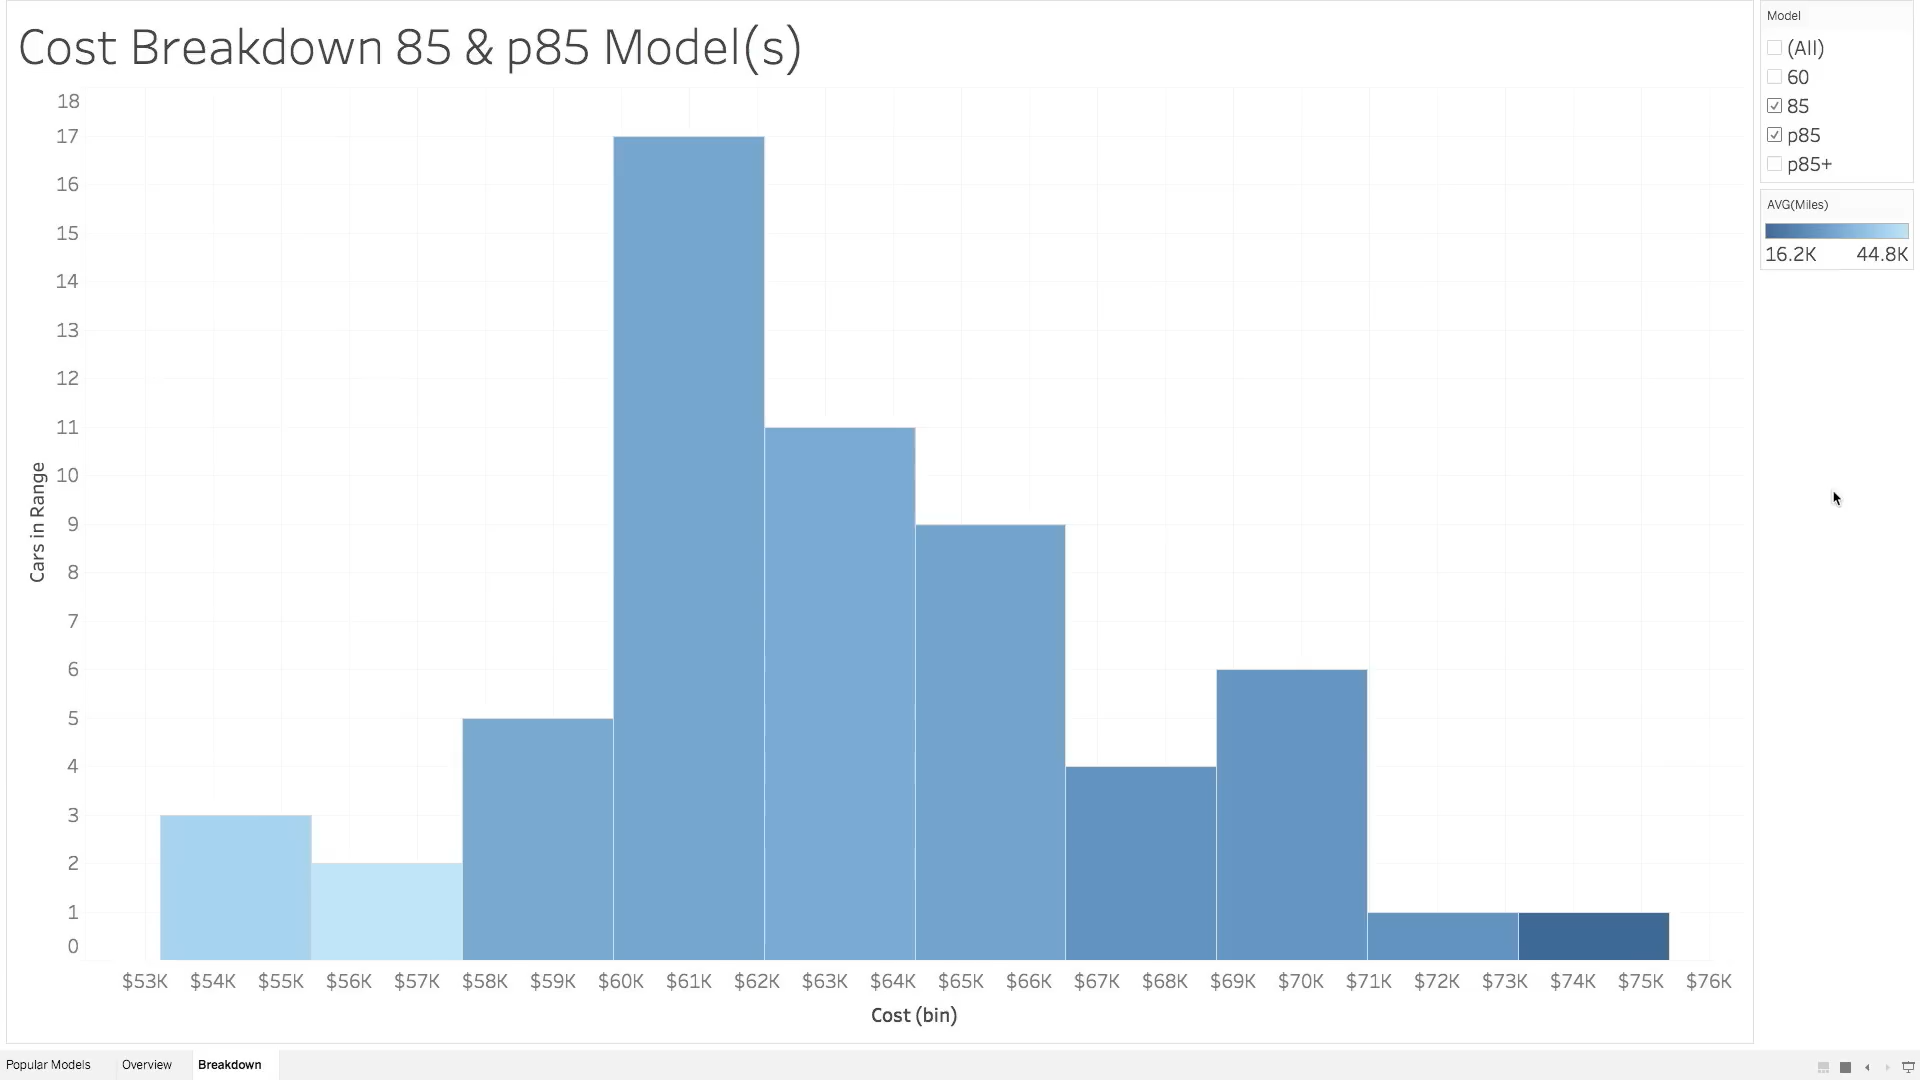 Cost Breakdown 85 & p85 Model(s)
18
17
16
15
14
13
12
11
10
9
8
7
6
5
4
3
2
1
0
Cars in Range
$53K $54K $55K $56K $57K $58K $59K $60K $61K $62K $63K $64K $65K $66K $67K $68K $69K $70K $71K $72K $73K $74K $75K $76K
Cost (bin)
Model
(All)
60
85
p85
p85+
AVG(Miles)
16.2K 44.8K
Popular Models Overview Breakdown